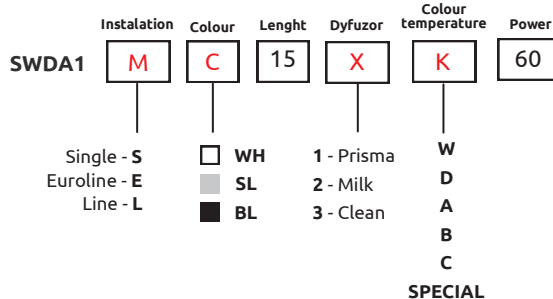 Instalation Colour Lenght Dyfuzor Colour temperature Power
SWDA1 M C 15 X K 60
Single - S
Euroline - E
Line - L
WH
SL
BL
1 - Prisma
2 - Milk
3 - Clean
W
D
A
B
C
SPECIAL